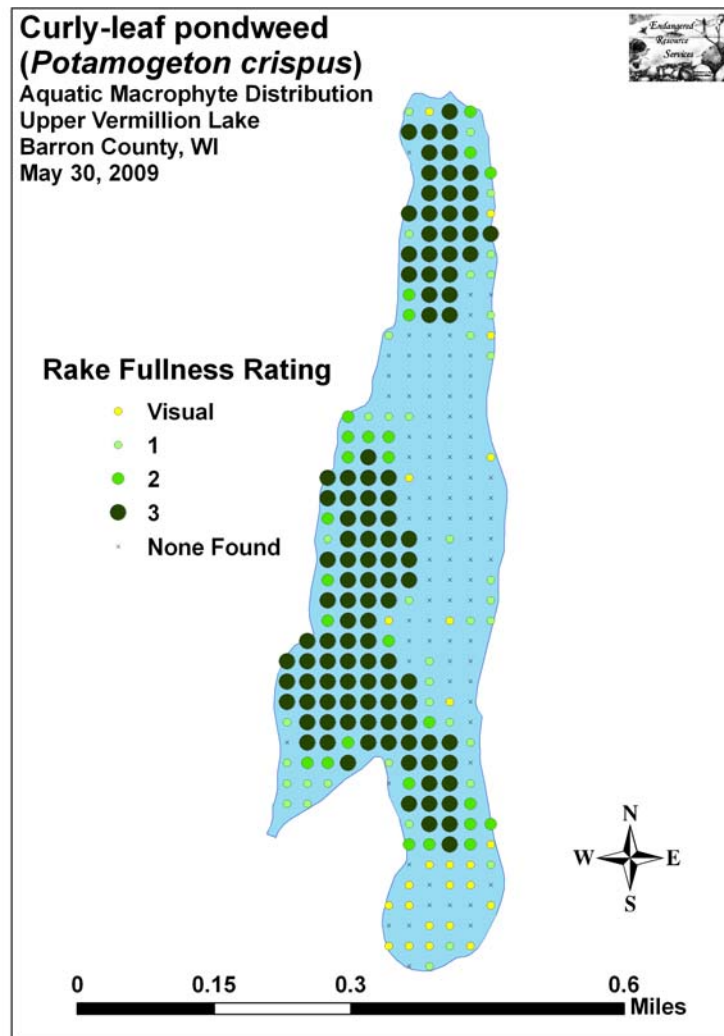 Curly-leaf pondweed
(Potamogeton crispus)
Aquatic Macrophyte Distribution
Upper Vermillion Lake
Barron County, WI
May 30, 2009
Endangered
Resource
Services
Rake Fullness Rating
Visual
1
2
3
None Found
N
W E
S
0 0.15 0.3 0.6
Miles